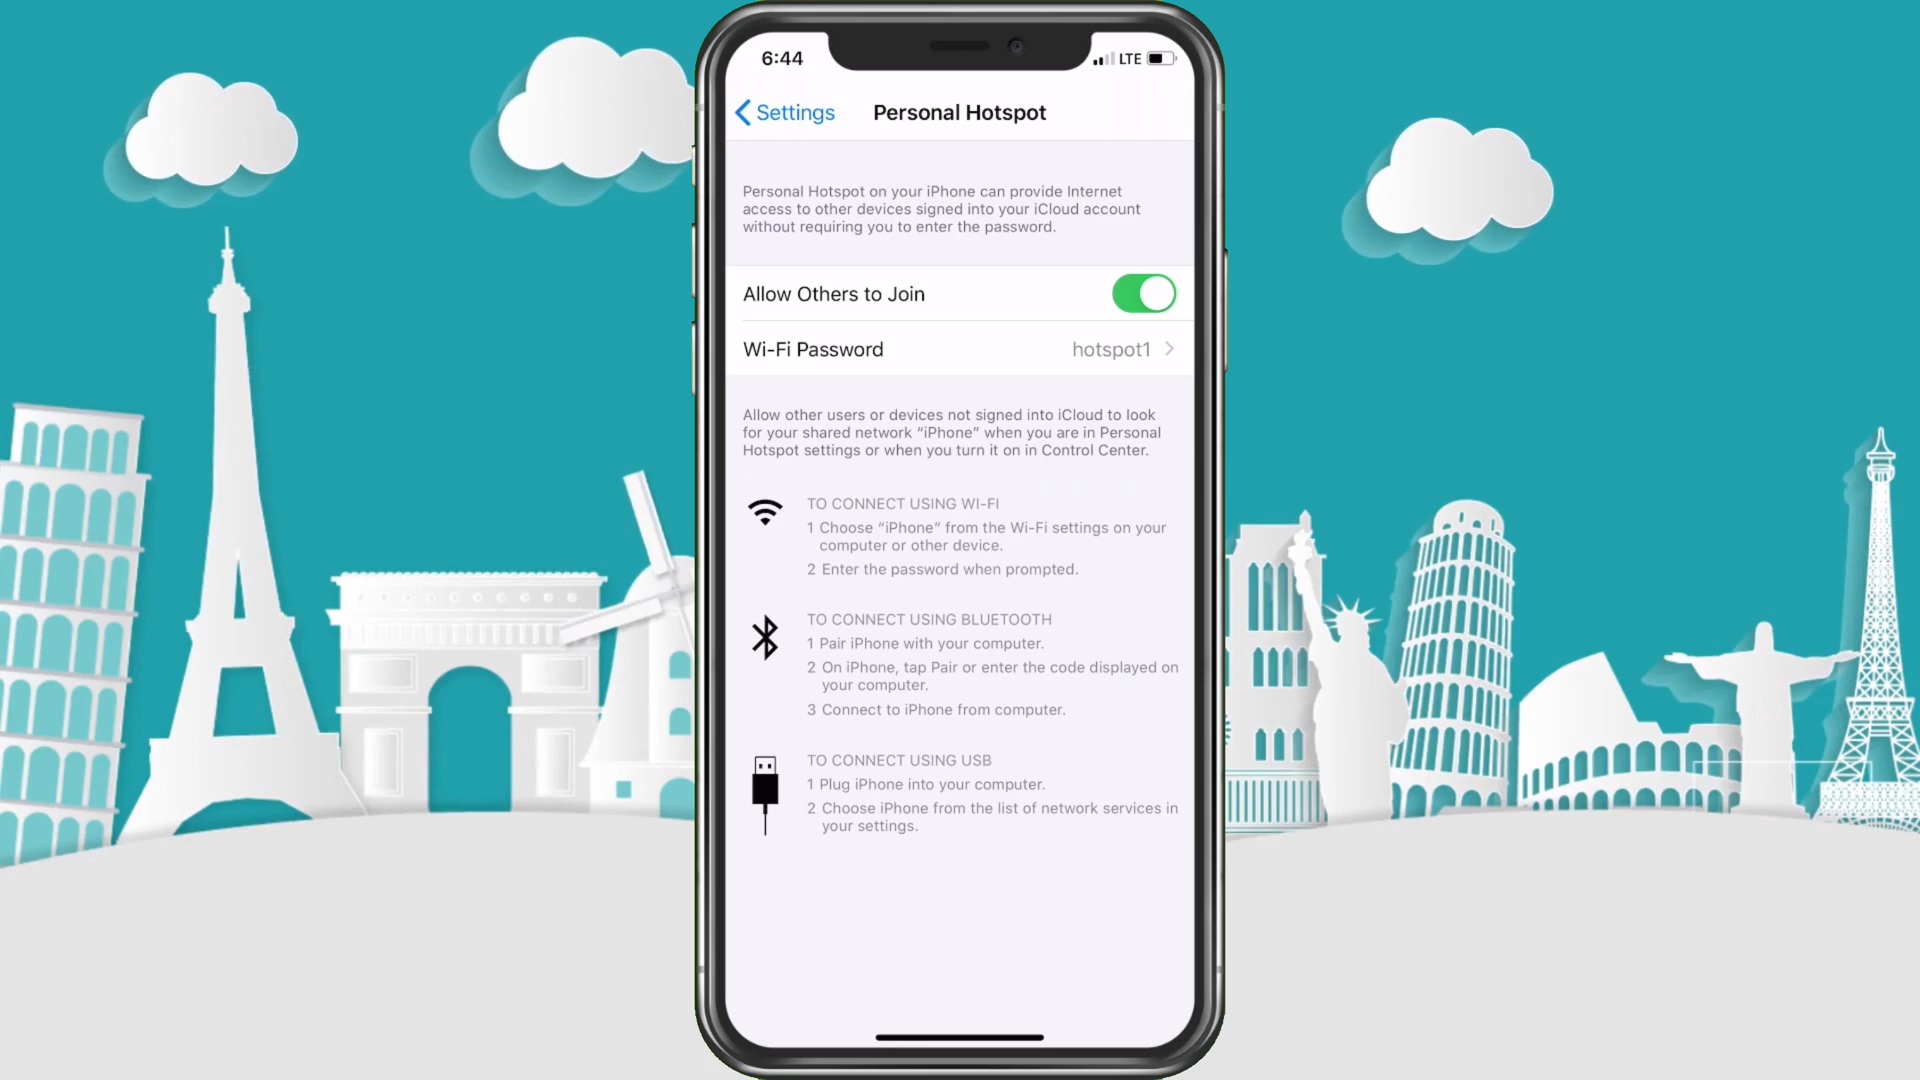 6:44
LTE
Settings
Personal Hotspot
Personal Hotspot on your iPhone can provide Internet
access to other devices signed into your iCloud account
without requiring you to enter the password.
Allow Others to Join
Wi-Fi Password
hotspot1
Allow other users or devices not signed into iCloud to look
for your shared network “iPhone” when you are in Personal
Hotspot settings or when you turn it on in Control Center.
TO CONNECT USING WI-FI
1 Choose “iPhone” from the Wi-Fi settings on your
computer or other device.
2 Enter the password when prompted.
TO CONNECT USING BLUETOOTH
1 Pair iPhone with your computer.
2 On iPhone, tap Pair or enter the code displayed on
your computer.
3 Connect to iPhone from computer.
TO CONNECT USING USB
1 Plug iPhone into your computer.
2 Choose iPhone from the list of network services in
your settings.